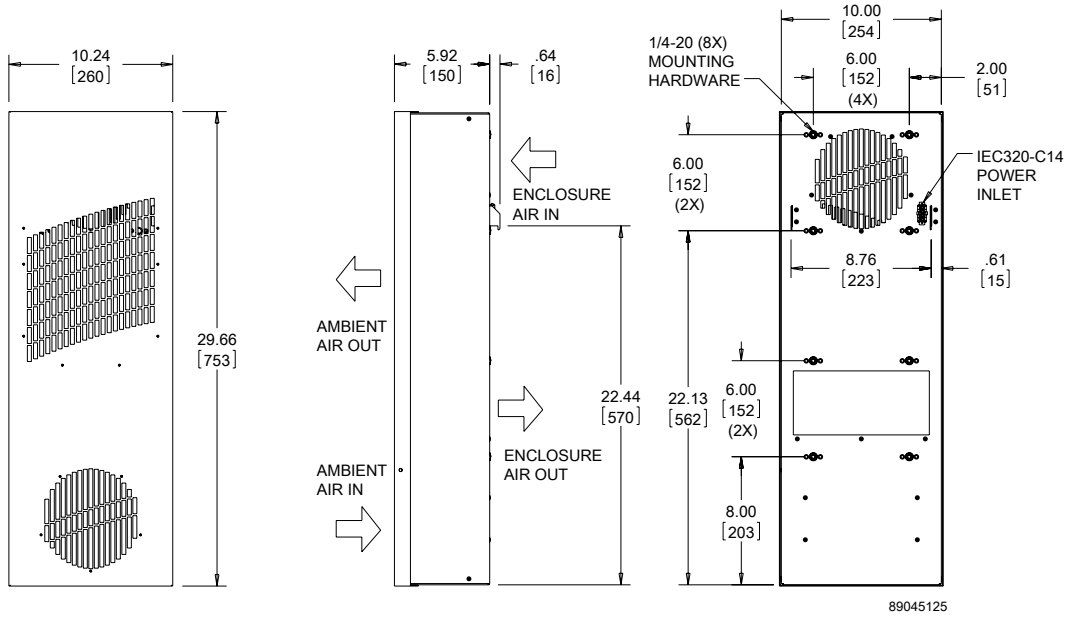 10.24
[260]
29.66
[753]
5.92
[150]
.64
[16]
ENCLOSURE
AIR IN
AMBIENT
AIR OUT
22.44
[570]
ENCLOSURE
AIR OUT
AMBIENT
AIR IN
10.00
[254]
1/4-20 (8X)
MOUNTING
HARDWARE
6.00
[152]
(4X)
2.00
[51]
6.00
[152]
(2X)
IEC320-C14
POWER
INLET
8.76
[223]
.61
[15]
6.00
[152]
(2X)
22.13
[562]
8.00
[203]
89045125